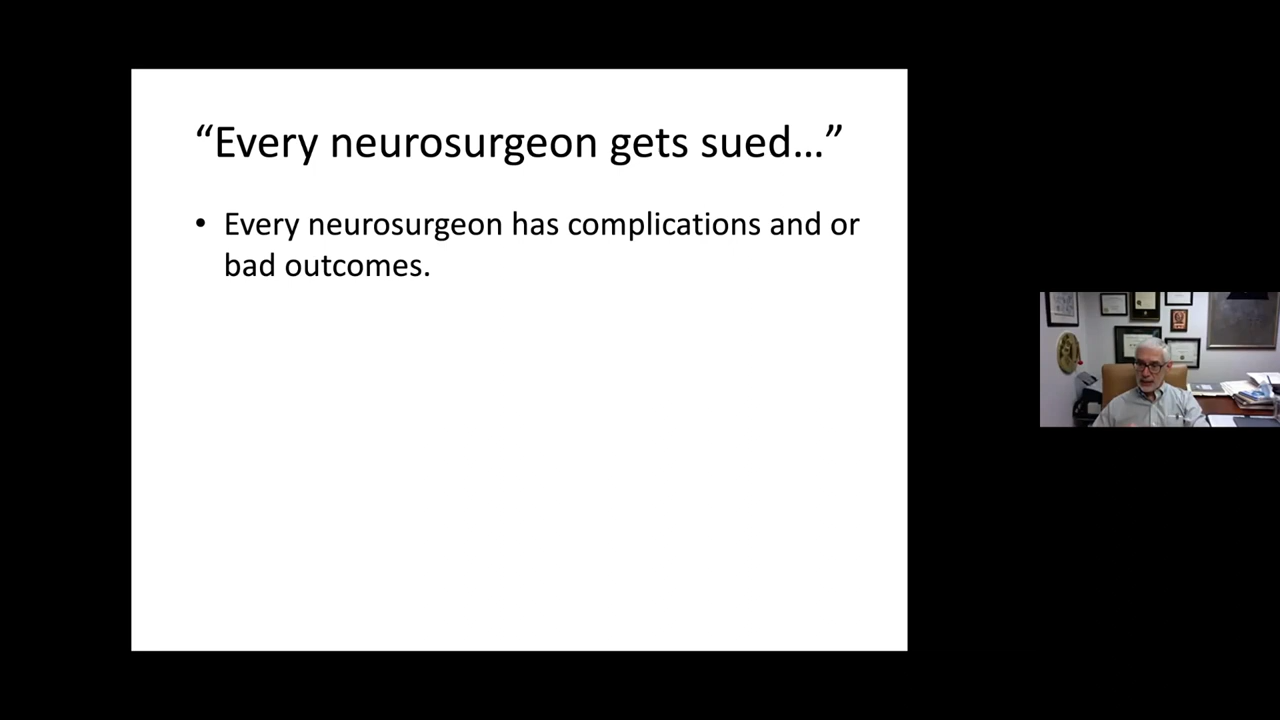 “Every neurosurgeon gets sued…”
• Every neurosurgeon has complications and or
bad outcomes.